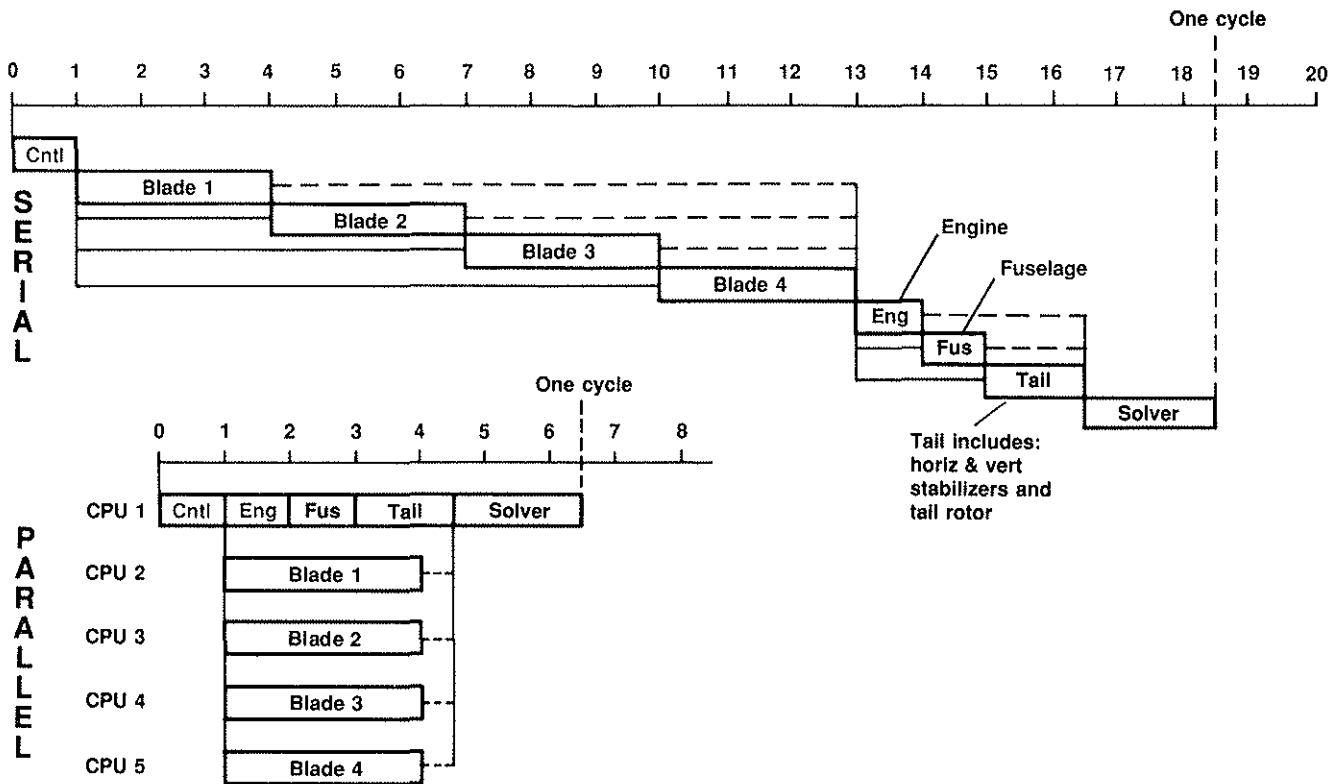 One cycle
0 1 2 3 4 5 6 7 8 9 10 11 12 13 14 15 16 17 18 19 20
SERIAL
Cntl
Blade 1
Blade 2
Blade 3
Blade 4
Engine
Fuselage
Eng
Fus
Tail
Solver
Tail includes:
horiz & vert
stabilizers and
tail rotor
One cycle
0 1 2 3 4 5 6 7 8
PARALLEL
CPU 1 Cntl Eng Fus Tail Solver
CPU 2 Blade 1
CPU 3 Blade 2
CPU 4 Blade 3
CPU 5 Blade 4